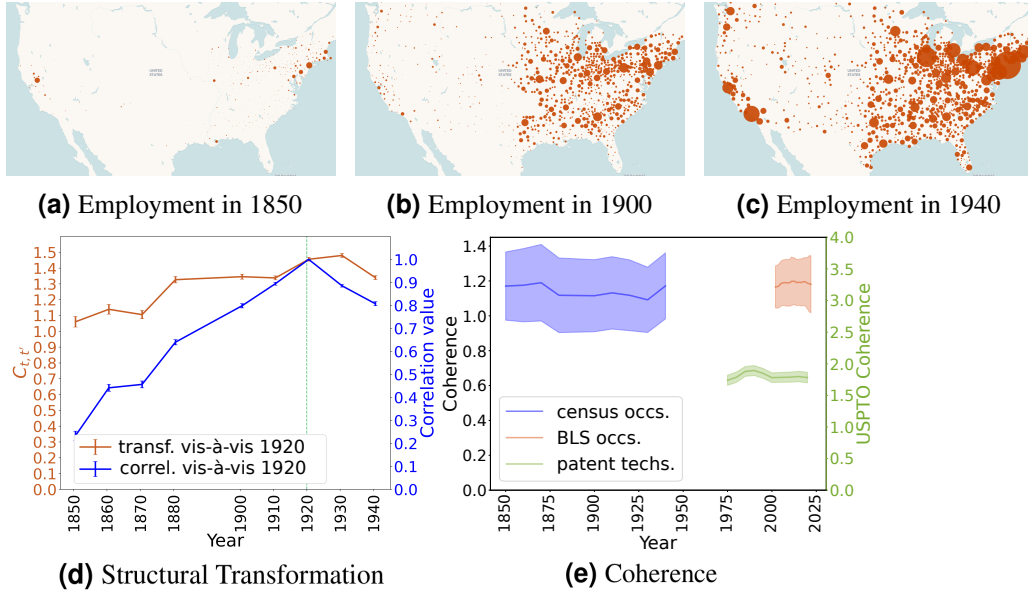 UNITED
STATES
UNITED
STATES
UNITED
STATES
(a) Employment in 1850
(b) Employment in 1900
(c) Employment in 1940
1.5
1.4
1.3
1.2
1.1
1.0
0.9
0.8
0.7
0.6
0.5
0.4
0.3
0.2
0.1
0.0
C_{t, t'}
1.0
0.9
0.8
0.7
0.6
0.5
0.4
0.3
0.2
0.1
0.0
Correlation value
transf. vis-à-vis 1920
correl. vis-à-vis 1920
1850
1860
1870
1880
1900
1910
1920
1930
1940
Year
(d) Structural Transformation
1.4
1.2
1.0
0.8
0.6
0.4
0.2
0.0
Coherence
4.0
3.5
3.0
2.5
2.0
1.5
1.0
0.5
0.0
USPTO Coherence
census occs.
BLS occs.
patent techs.
1850
1875
1900
1925
1950
1975
2000
2025
Year
(e) Coherence